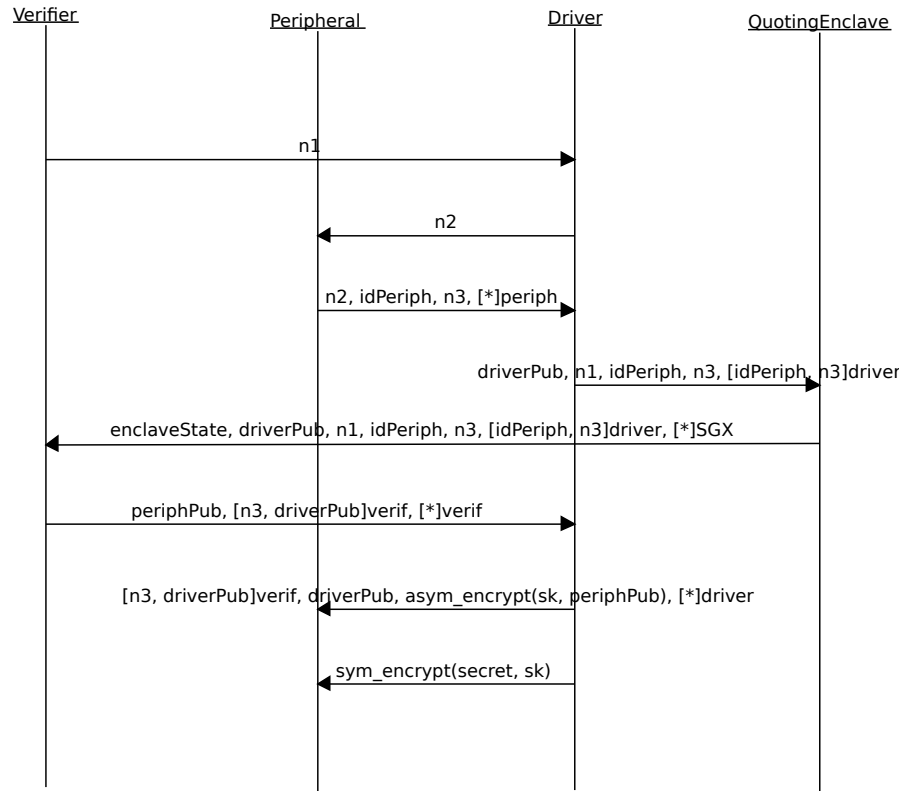 Verifier
Peripheral
Driver
QuotingEnclave
n1
n2
n2, idPeriph, n3, [*]periph
driverPub, n1, idPeriph, n3, [idPeriph, n3]driver
enclaveState, driverPub, n1, idPeriph, n3, [idPeriph, n3]driver, [*]SGX
periphPub, [n3, driverPub]verif, [*]verif
[n3, driverPub]verif, driverPub, asym_encrypt(sk, periphPub), [*]driver
sym_encrypt(secret, sk)